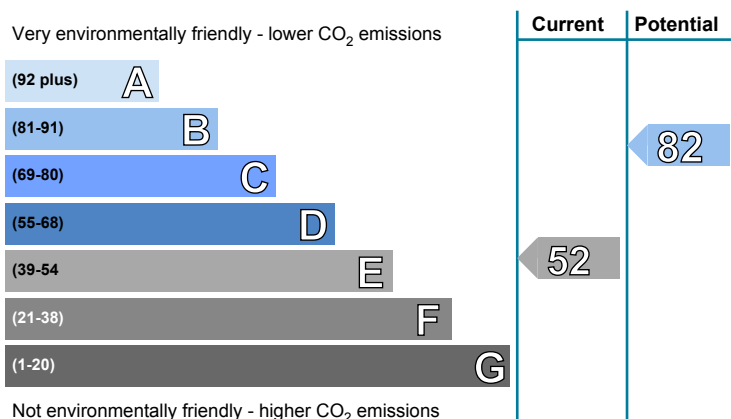 Very environmentally friendly - lower CO2 emissions
Current
Potential
(92 plus) A
(81-91) B
82
(69-80) C
(55-68) D
(39-54 E
52
(21-38) F
(1-20) G
Not environmentally friendly - higher CO2 emissions